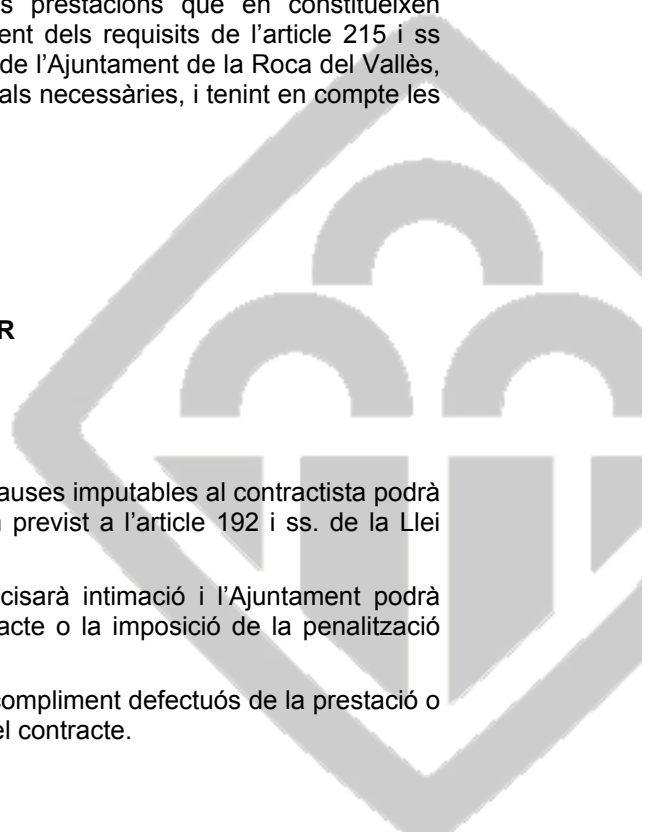 s prestacions que en constitueixen
ent dels requisits de l'article 215 i ss
de l'Ajuntament de la Roca del Vallès,
als necessàries, i tenint en compte les
R
auses imputables al contractista podrà
previst a l'article 192 i ss. de la Llei
cisarà intimació i l'Ajuntament podrà
acte o la imposició de la penalització
compliment defectuós de la prestació o
el contracte.